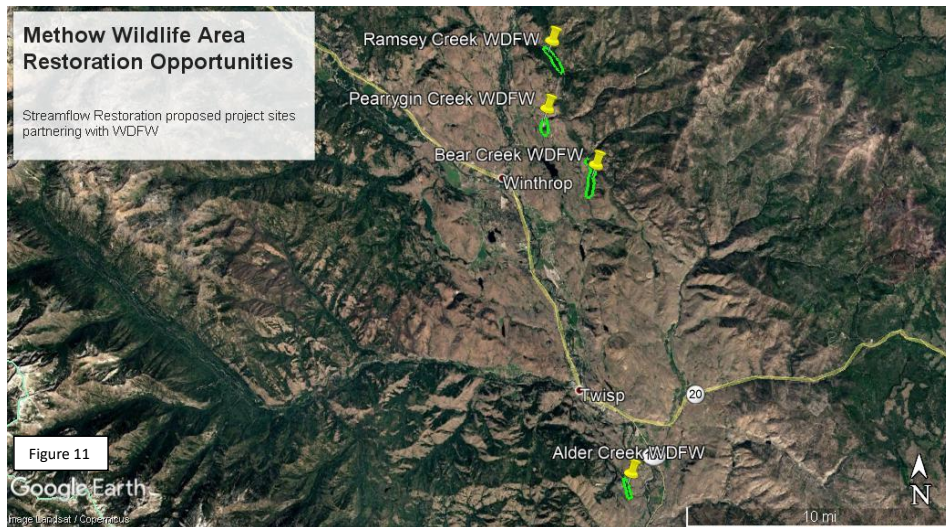 Methow Wildlife Area
Restoration Opportunities
Streamflow Restoration proposed project sites
partnering with WDFW
Ramsey Creek WDFW
Pearrygin Creek WDFW
Bear Creek WDFW
Winthrop
Twisp
20
Alder Creek WDFW
Figure 11
Google Earth
Image Landsat / Copernicus
10 mi
N